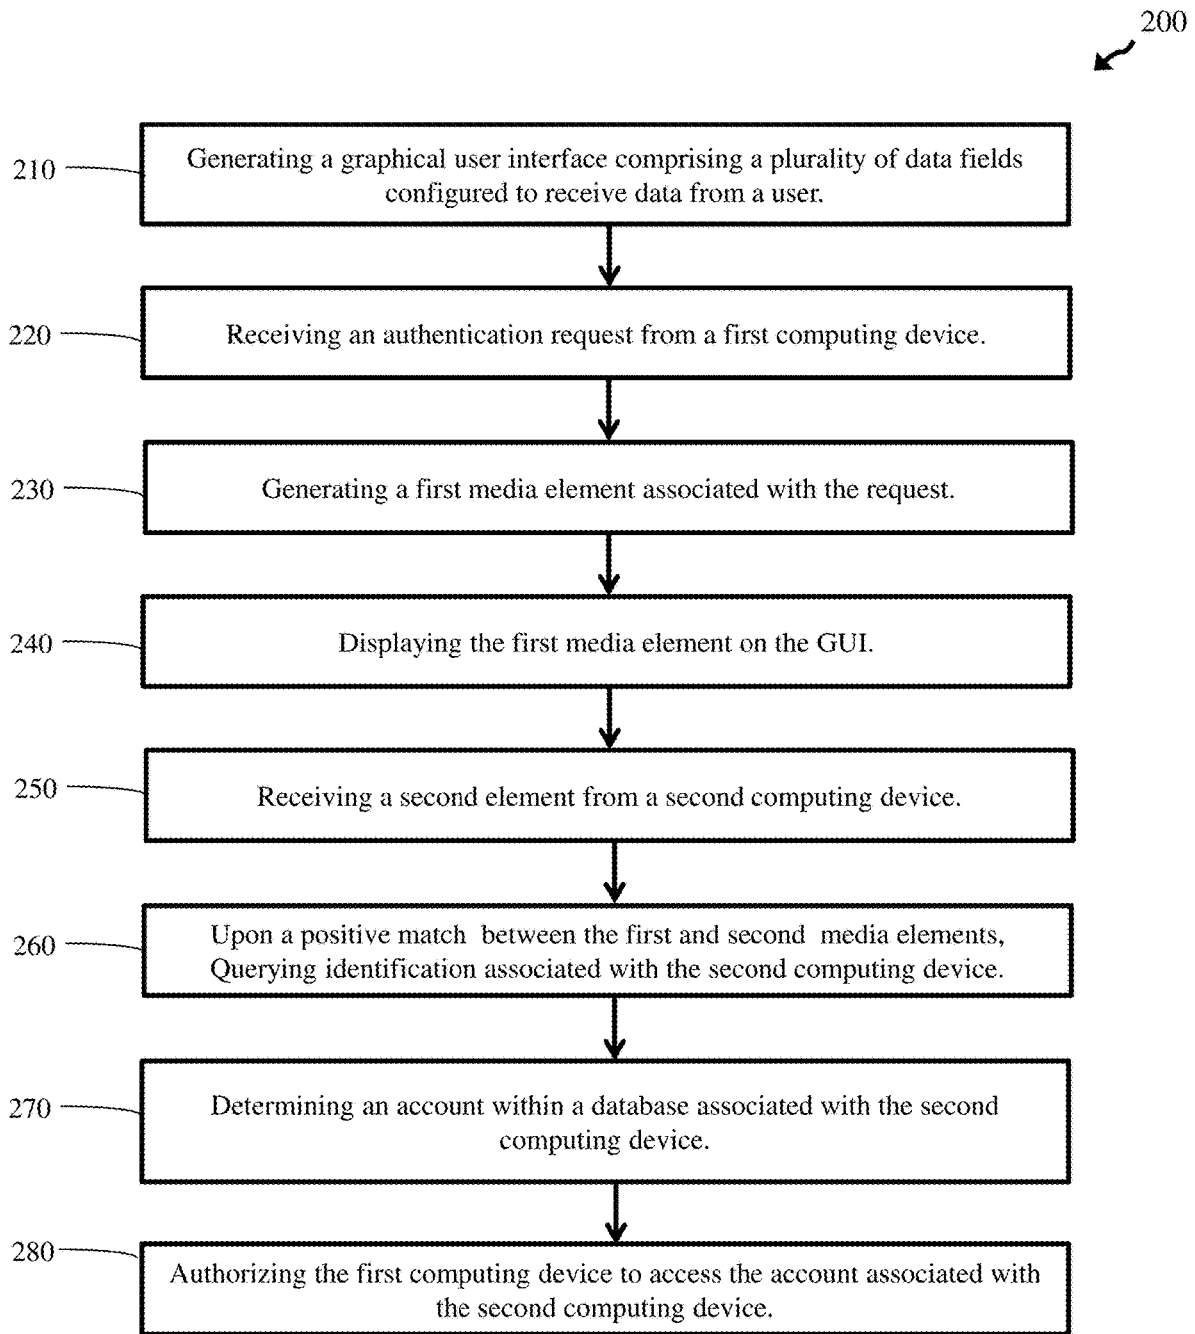 200
210
Generating a graphical user interface comprising a plurality of data fields
configured to receive data from a user.
220
Receiving an authentication request from a first computing device.
230
Generating a first media element associated with the request.
240
Displaying the first media element on the GUI.
250
Receiving a second element from a second computing device.
260
Upon a positive match between the first and second media elements,
Querying identification associated with the second computing device.
270
Determining an account within a database associated with the second
computing device.
280
Authorizing the first computing device to access the account associated with
the second computing device.